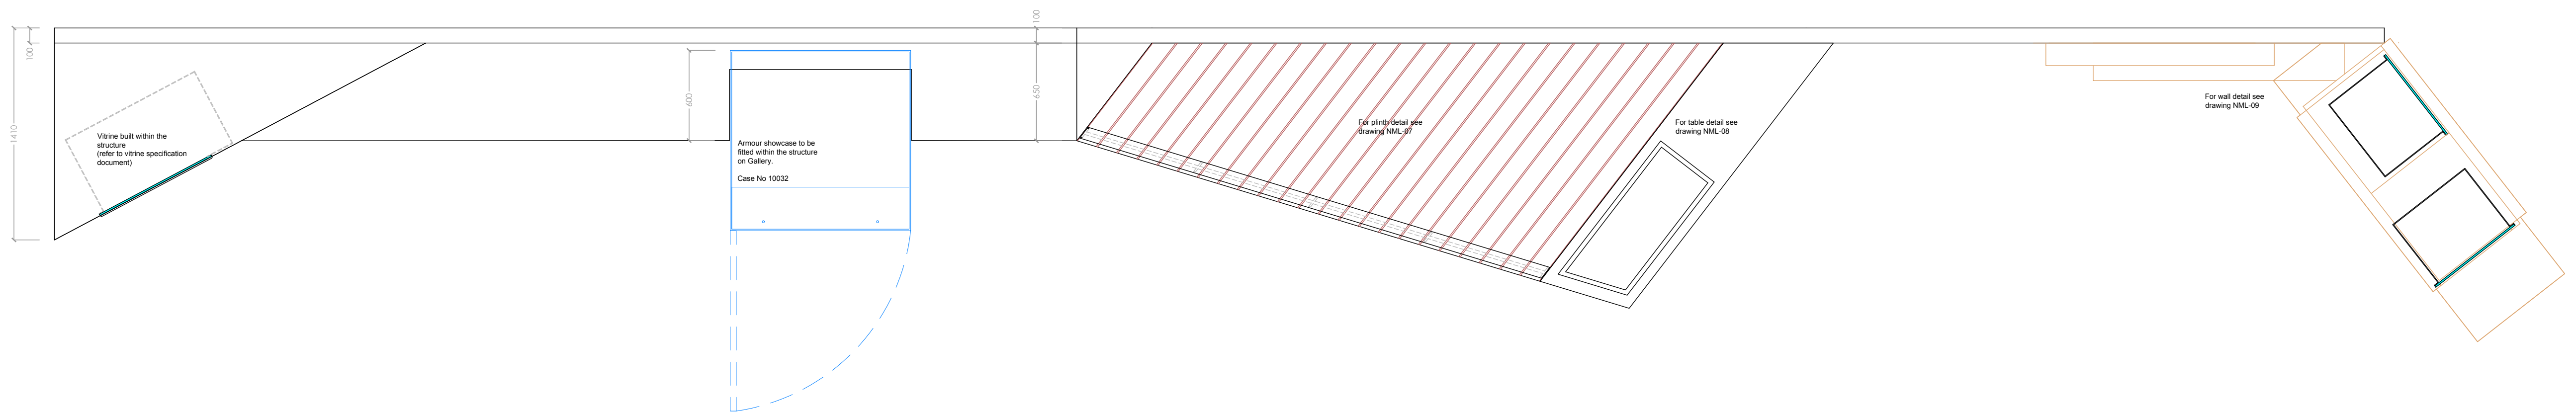 100
1410
100
600
650
Vitrine built within the
structure
(refer to vitrine specification
document)
Armour showcase to be
fitted within the structure
on Gallery.
Case No 10032
For plinth detail see
drawing NML-07
For table detail see
drawing NML-08
For wall detail see
drawing NML-09